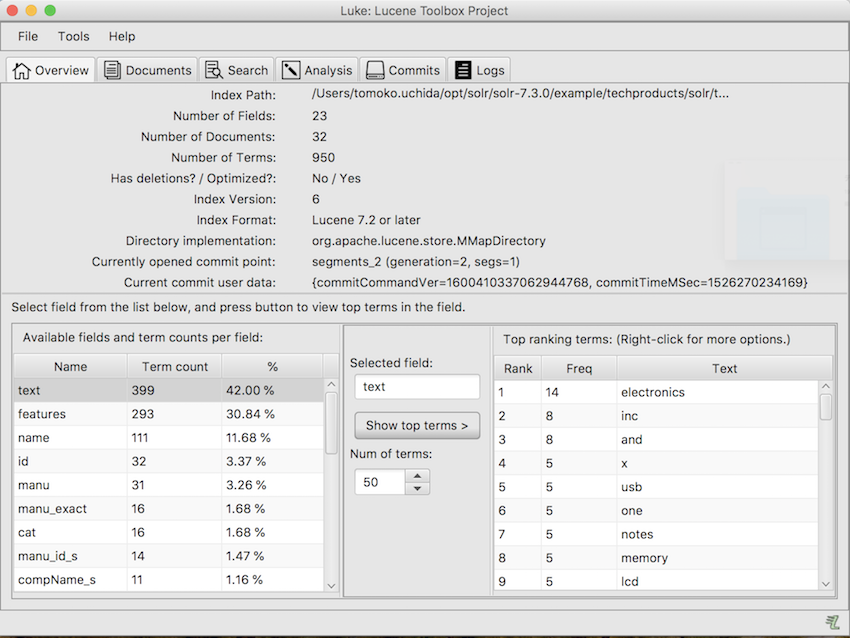 Luke: Lucene Toolbox Project
File Tools Help
Overview Documents Search Analysis Commits Logs
Index Path: /Users/tomoko.uchida/opt/solr/solr-7.3.0/example/techproducts/solr/t...
Number of Fields: 23
Number of Documents: 32
Number of Terms: 950
Has deletions? / Optimized?: No / Yes
Index Version: 6
Index Format: Lucene 7.2 or later
Directory implementation: org.apache.lucene.store.MMapDirectory
Currently opened commit point: segments_2 (generation=2, segs=1)
Current commit user data: {commitCommandVer=1600410337062944768, commitTimeMSec=1526270234169}
Select field from the list below, and press button to view top terms in the field.
Available fields and term counts per field:
Name Term count %
text 399 42.00 %
features 293 30.84 %
name 111 11.68 %
id 32 3.37 %
manu 31 3.26 %
manu_exact 16 1.68 %
cat 16 1.68 %
manu_id_s 14 1.47 %
compName_s 11 1.16 %
Selected field:
text
Show top terms >
Num of terms:
50
Top ranking terms: (Right-click for more options.)
Rank Freq Text
1 14 electronics
2 8 inc
3 8 and
4 5 x
5 5 usb
6 5 one
7 5 notes
8 5 memory
9 5 lcd